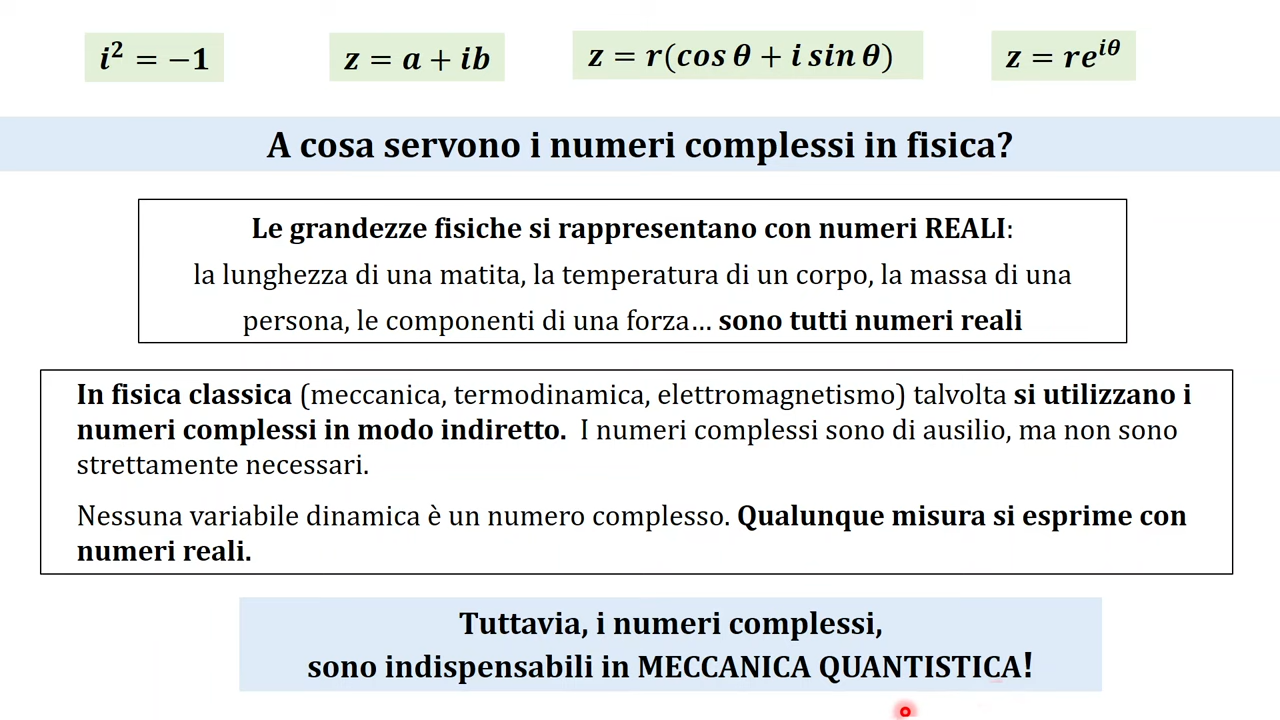 i² = −1
z = a + ib
z = r(cos θ + i sin θ)
z = re^{iθ}
A cosa servono i numeri complessi in fisica?
Le grandezze fisiche si rappresentano con numeri REALI:
la lunghezza di una matita, la temperatura di un corpo, la massa di una
persona, le componenti di una forza… sono tutti numeri reali
In fisica classica (meccanica, termodinamica, elettromagnetismo) talvolta si utilizzano i
numeri complessi in modo indiretto. I numeri complessi sono di ausilio, ma non sono
strettamente necessari.
Nessuna variabile dinamica è un numero complesso. Qualunque misura si esprime con
numeri reali.
Tuttavia, i numeri complessi,
sono indispensabili in MECCANICA QUANTISTICA!